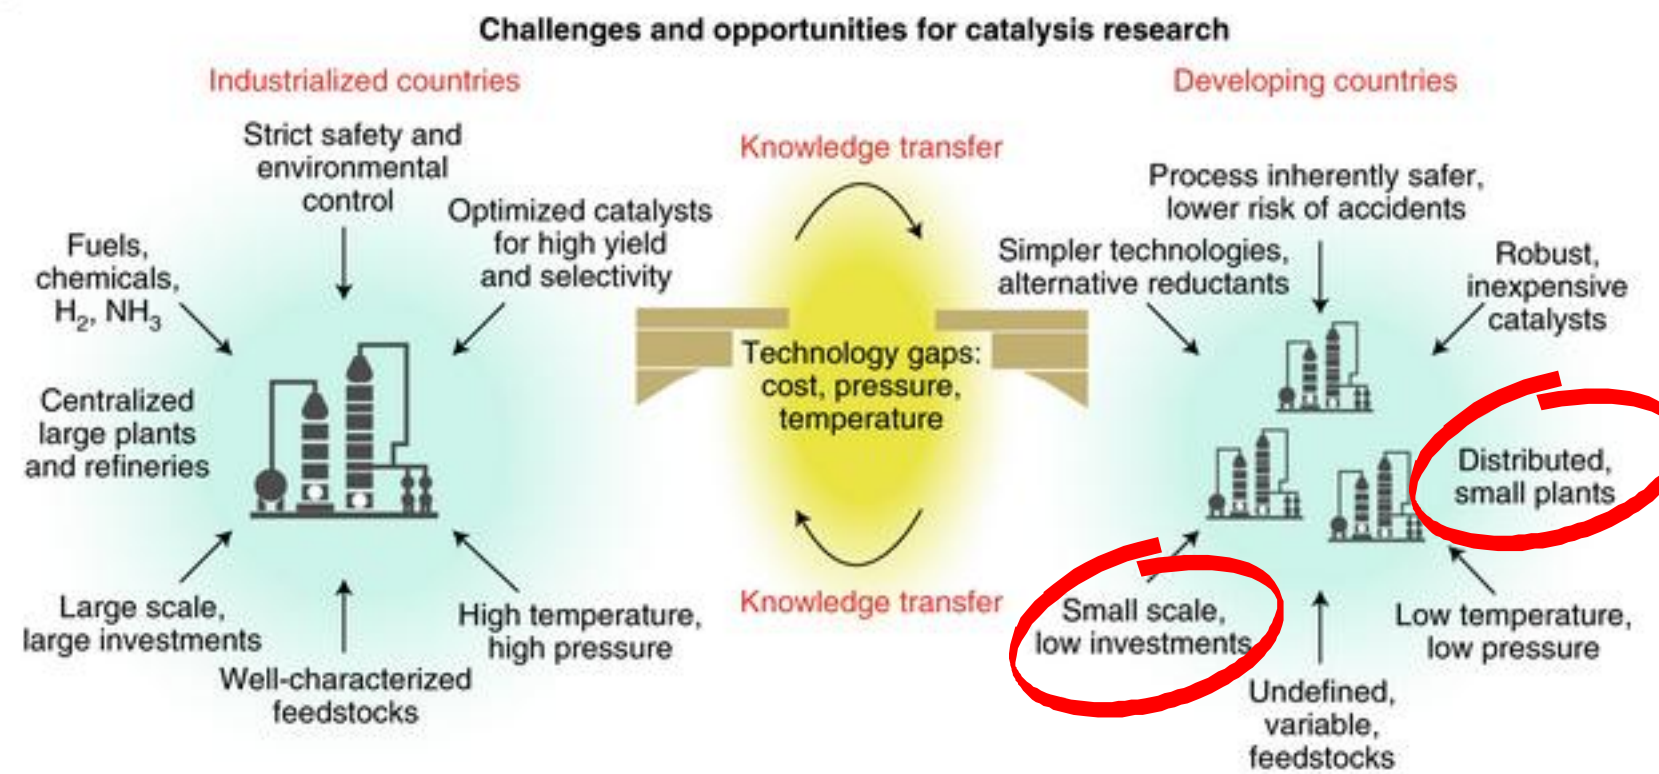 Challenges and opportunities for catalysis research
Industrialized countries
Strict safety and
environmental
control
Optimized catalysts
for high yield
and selectivity
Fuels,
chemicals,
H₂, NH₃
Centralized
large plants
and refineries
Large scale,
large investments
Well-characterized
feedstocks
High temperature,
high pressure
Knowledge transfer
Technology gaps:
cost, pressure,
temperature
Knowledge transfer
Developing countries
Process inherently safer,
lower risk of accidents
Simpler technologies,
alternative reductants
Robust,
inexpensive
catalysts
Distributed,
small plants
Small scale,
low investments
Low temperature,
low pressure
Undefined,
variable,
feedstocks